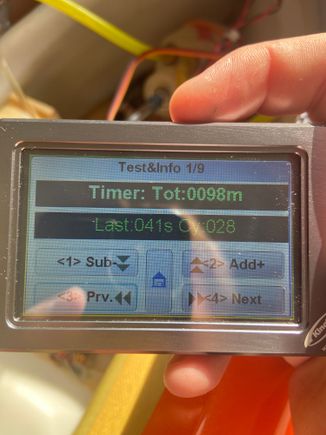 Test&Info 1/9
Timer: Tot:0098m
Last:041s Cy:028
<1> Sub- <2> Add+
<3> Prv. <4> Next